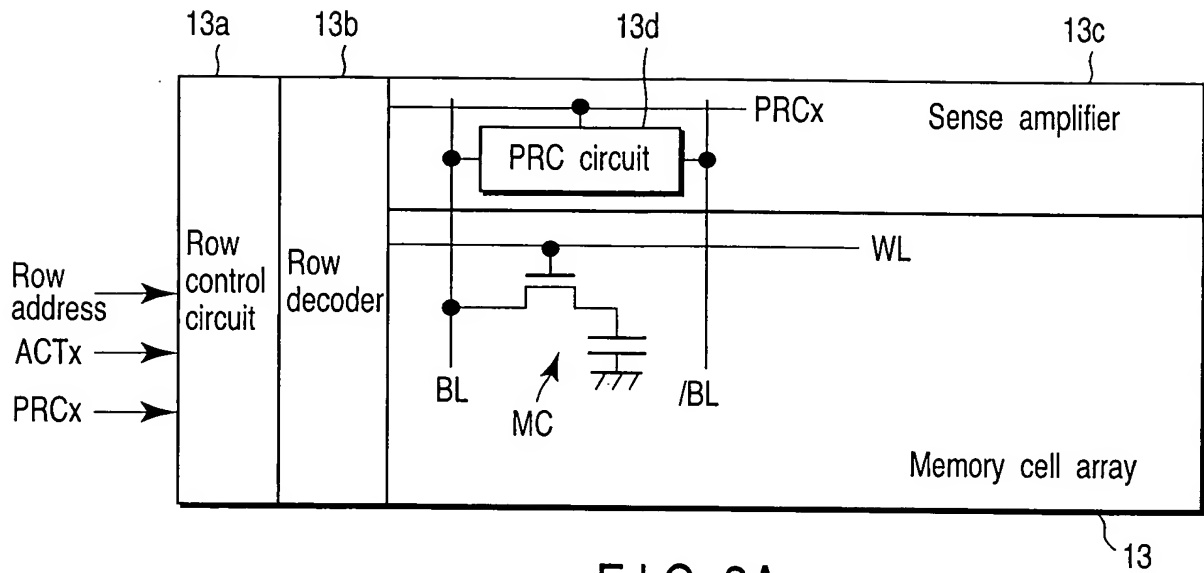 13a
13b
13d
13c
PRCx
Sense amplifier
PRC circuit
WL
Row
control
circuit
Row
decoder
Row
address
ACTx
PRCx
BL
MC
/BL
Memory cell array
13